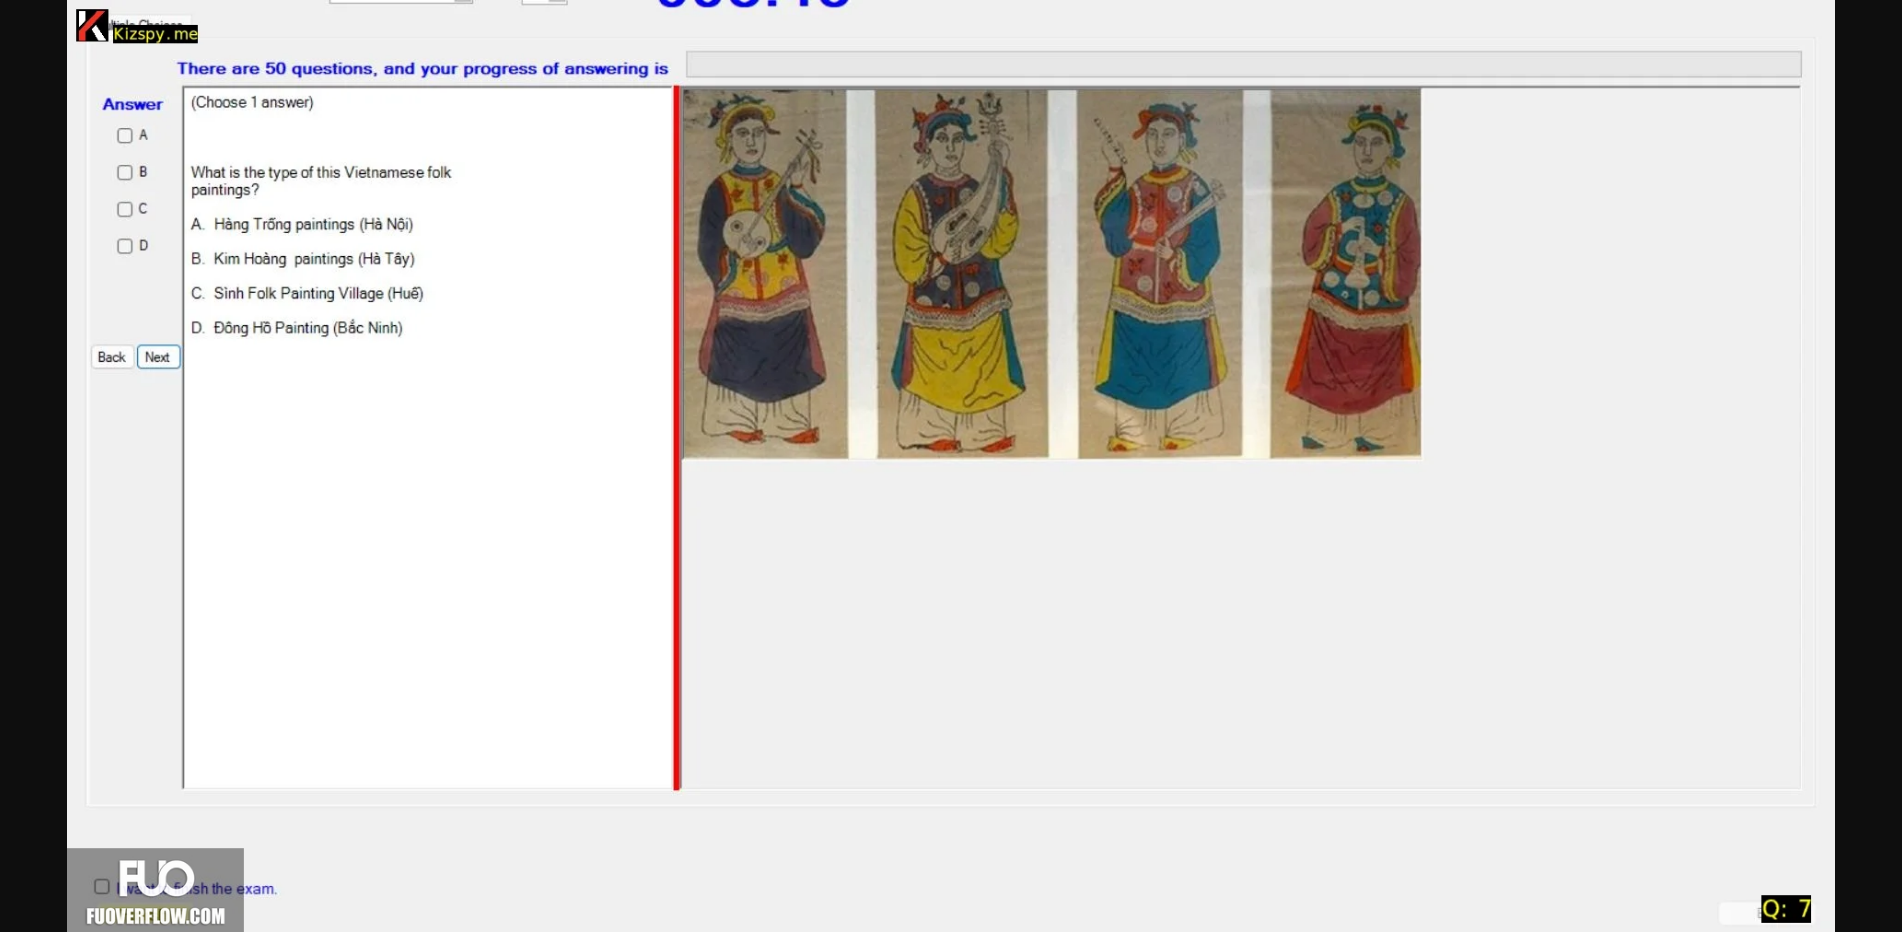 Kizspy.me
There are 50 questions, and your progress of answering is
Answer
(Choose 1 answer)
A
B
What is the type of this Vietnamese folk
paintings?
C
A. Hàng Trống paintings (Hà Nội)
D
B. Kim Hoàng paintings (Hà Tây)
C. Sình Folk Painting Village (Huế)
D. Đông Hồ Painting (Bắc Ninh)
Back Next
FUO
finish the exam.
FUOVERFLOW.COM
Q: 7